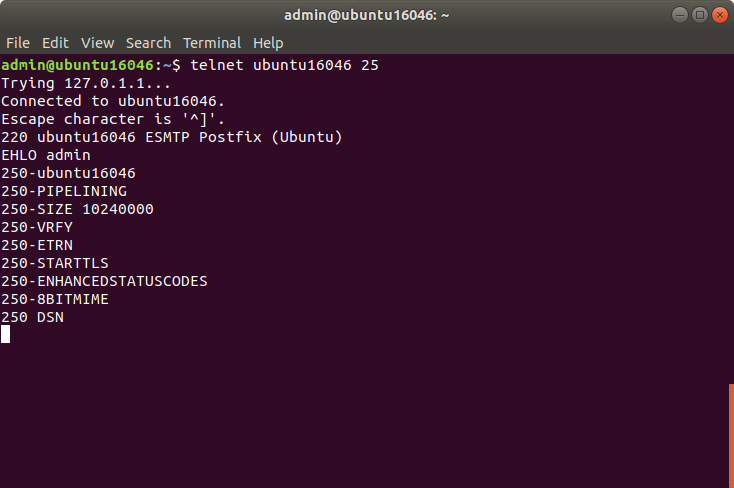 admin@ubuntu16046: ~
File Edit View Search Terminal Help
admin@ubuntu16046:~$ telnet ubuntu16046 25
Trying 127.0.1.1...
Connected to ubuntu16046.
Escape character is '^]'.
220 ubuntu16046 ESMTP Postfix (Ubuntu)
EHLO admin
250-ubuntu16046
250-PIPELINING
250-SIZE 10240000
250-VRFY
250-ETRN
250-STARTTLS
250-ENHANCEDSTATUSCODES
250-8BITMIME
250 DSN